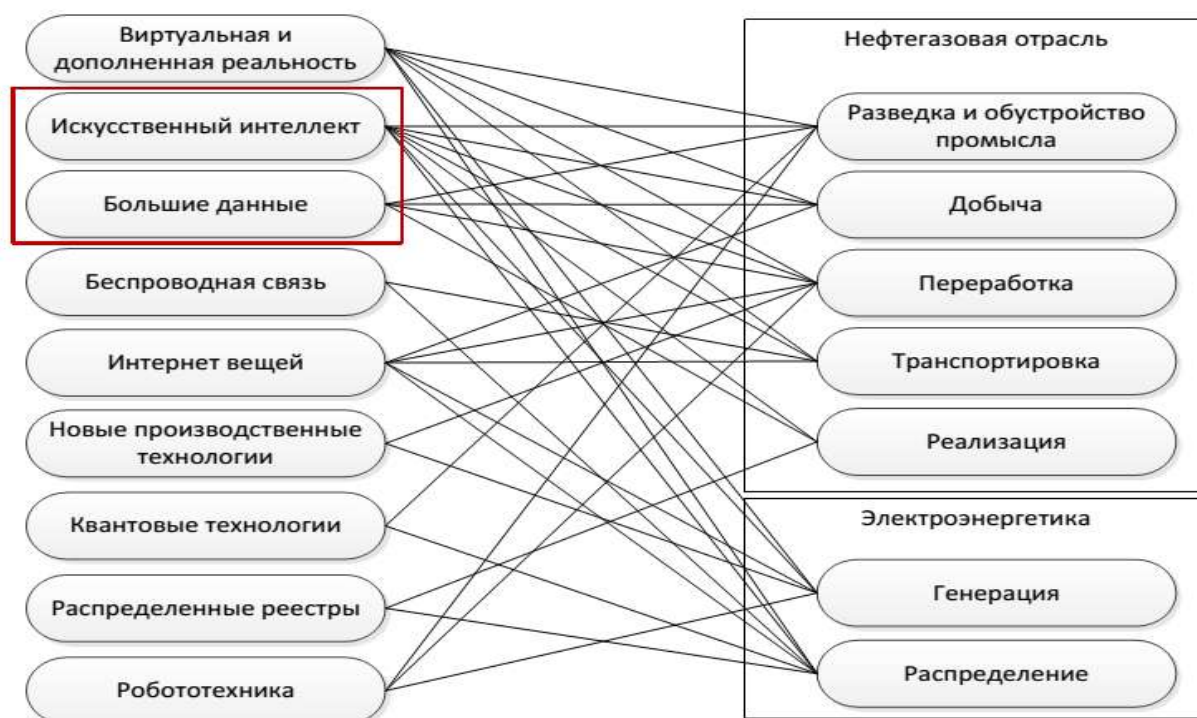 Виртуальная и
дополненная реальность
Искусственный интеллект
Большие данные
Беспроводная связь
Интернет вещей
Новые производственные
технологии
Квантовые технологии
Распределенные реестры
Робототехника
Нефтегазовая отрасль
Разведка и обустройство
промысла
Добыча
Переработка
Транспортировка
Реализация
Электроэнергетика
Генерация
Распределение